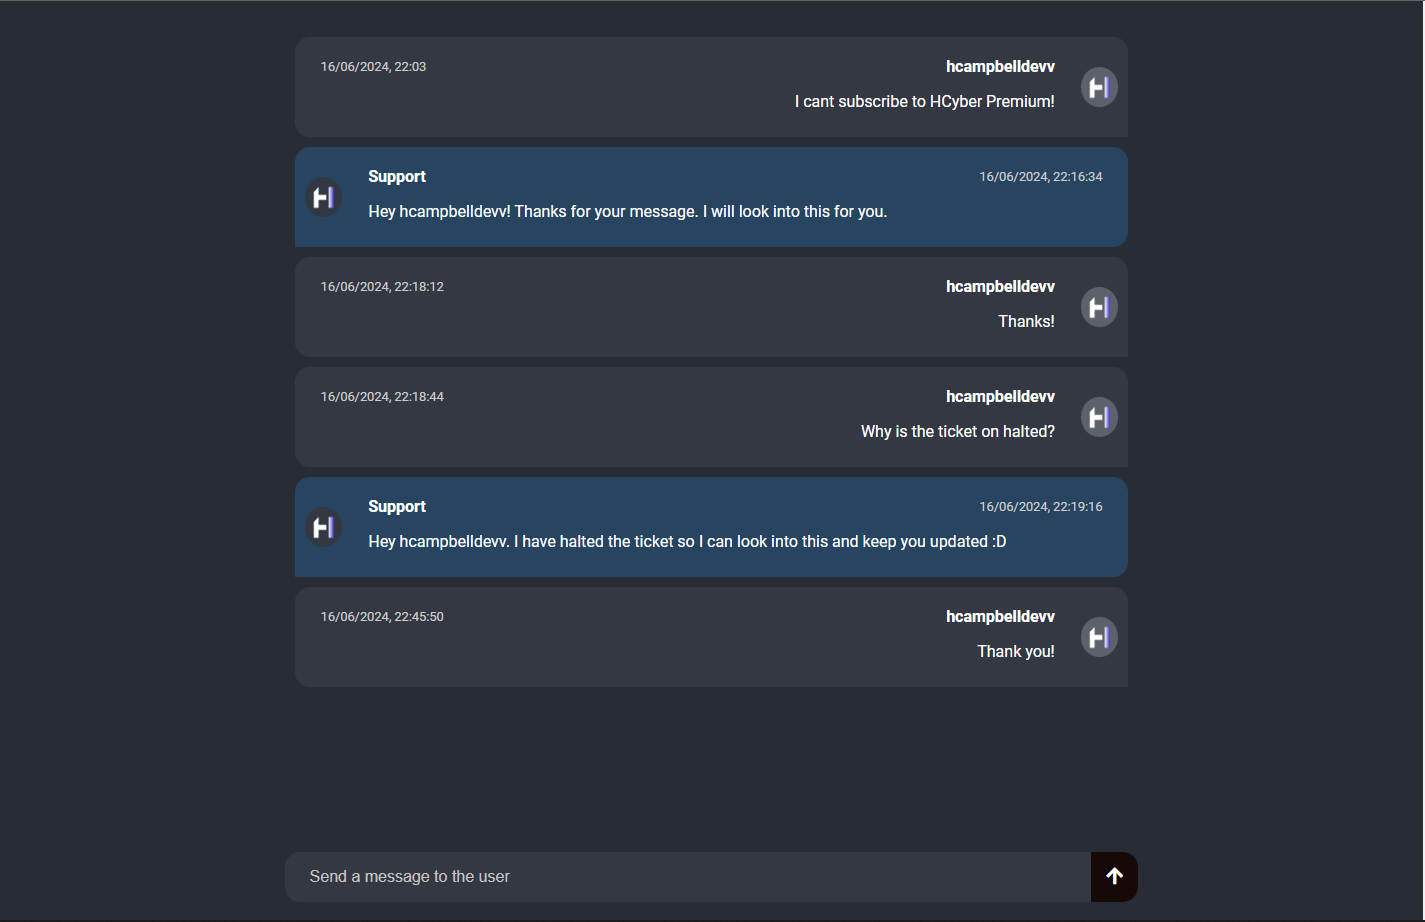 16/06/2024, 22:03 hcampbelldevv
I cant subscribe to HCyber Premium!
Support 16/06/2024, 22:16:34
Hey hcampbelldevv! Thanks for your message. I will look into this for you.
16/06/2024, 22:18:12 hcampbelldevv
Thanks!
16/06/2024, 22:18:44 hcampbelldevv
Why is the ticket on halted?
Support 16/06/2024, 22:19:16
Hey hcampbelldevv. I have halted the ticket so I can look into this and keep you updated :D
16/06/2024, 22:45:50 hcampbelldevv
Thank you!
Send a message to the user